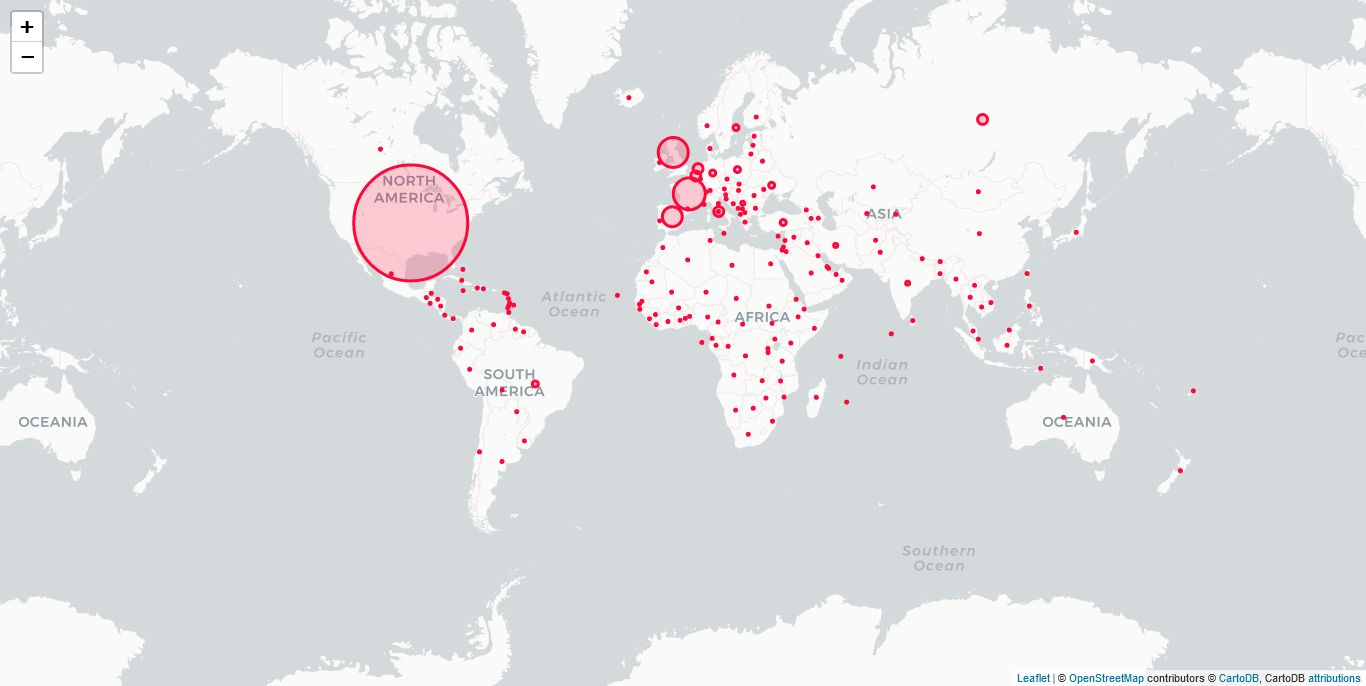 +
−
NORTH
AMERICA
ASIA
Atlantic
Ocean
AFRICA
Pacific
Ocean
Pac
Oce
Indian
Ocean
SOUTH
AMERICA
OCEANIA
OCEANIA
Southern
Ocean
Leaflet | © OpenStreetMap contributors © CartoDB, CartoDB attributions